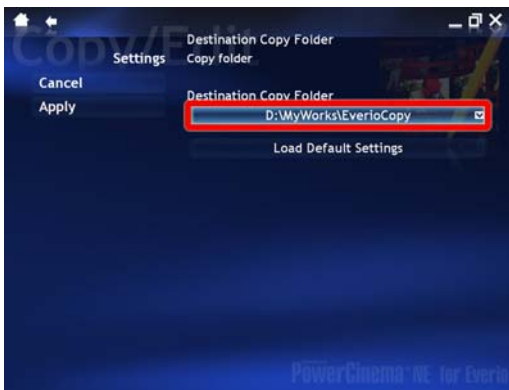 Copy/Edit
Destination Copy Folder
Settings
Copy folder
Cancel
Destination Copy Folder
Apply
D:\MyWorks\EverioCopy
Load Default Settings
PowerCinema NE for Everio